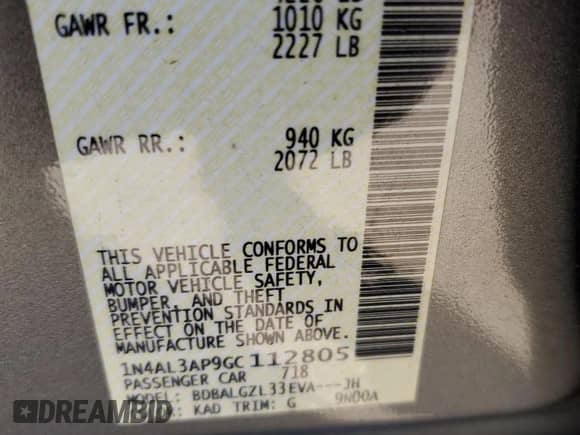 GAWR FR.: 1010 KG
2227 LB
GAWR RR.: 940 KG
2072 LB
THIS VEHICLE CONFORMS TO
ALL APPLICABLE FEDERAL
MOTOR VEHICLE SAFETY,
BUMPER, AND THEFT
PREVENTION STANDARDS IN
EFFECT ON THE DATE OF
MANUFACTURE SHOWN ABOVE.
1N4AL3AP9GC112805
PASSENGER CAR 718
MODEL: BDBALGZL33EVA---JH
KAD TRIM: G 9N00A
DREAMBID